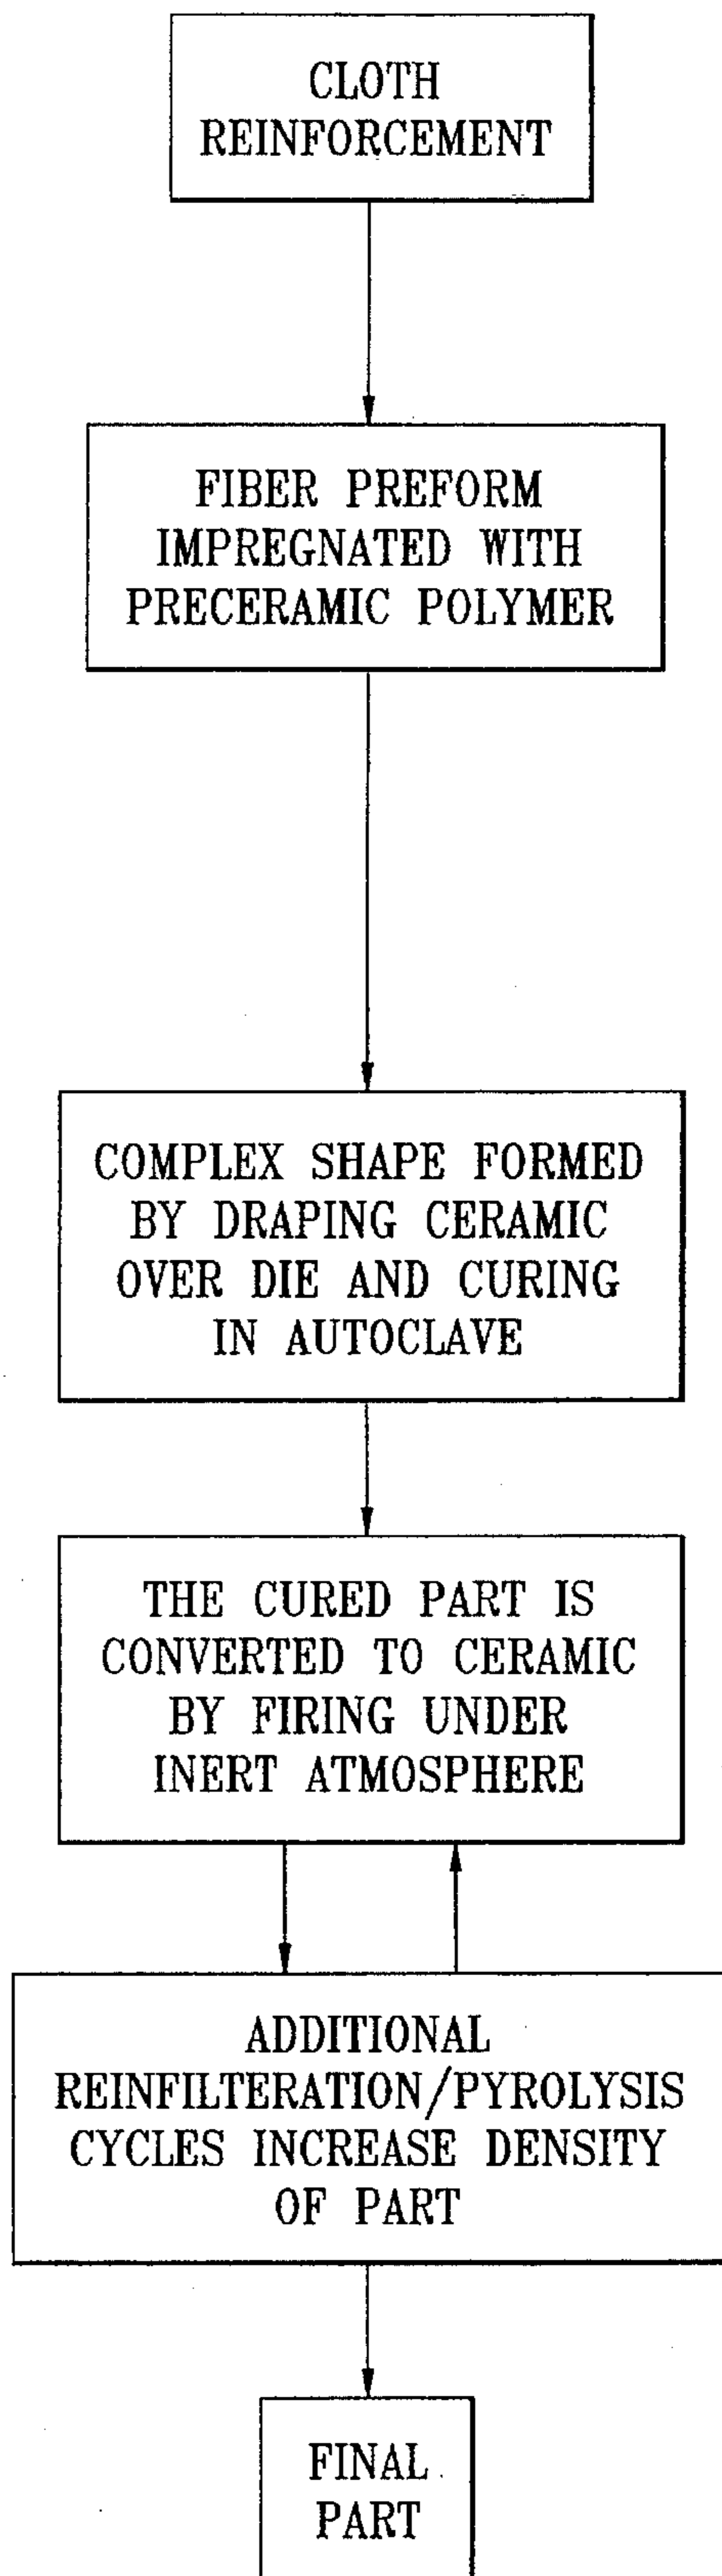 CLOTH
REINFORCEMENT
FIBER PREFORM
IMPREGNATED WITH
PRECERAMIC POLYMER
COMPLEX SHAPE FORMED
BY DRAPING CERAMIC
OVER DIE AND CURING
IN AUTOCLAVE
THE CURED PART IS
CONVERTED TO CERAMIC
BY FIRING UNDER
INERT ATMOSPHERE
ADDITIONAL
REINFILTERATION/PYROLYSIS
CYCLES INCREASE DENSITY
OF PART
FINAL
PART